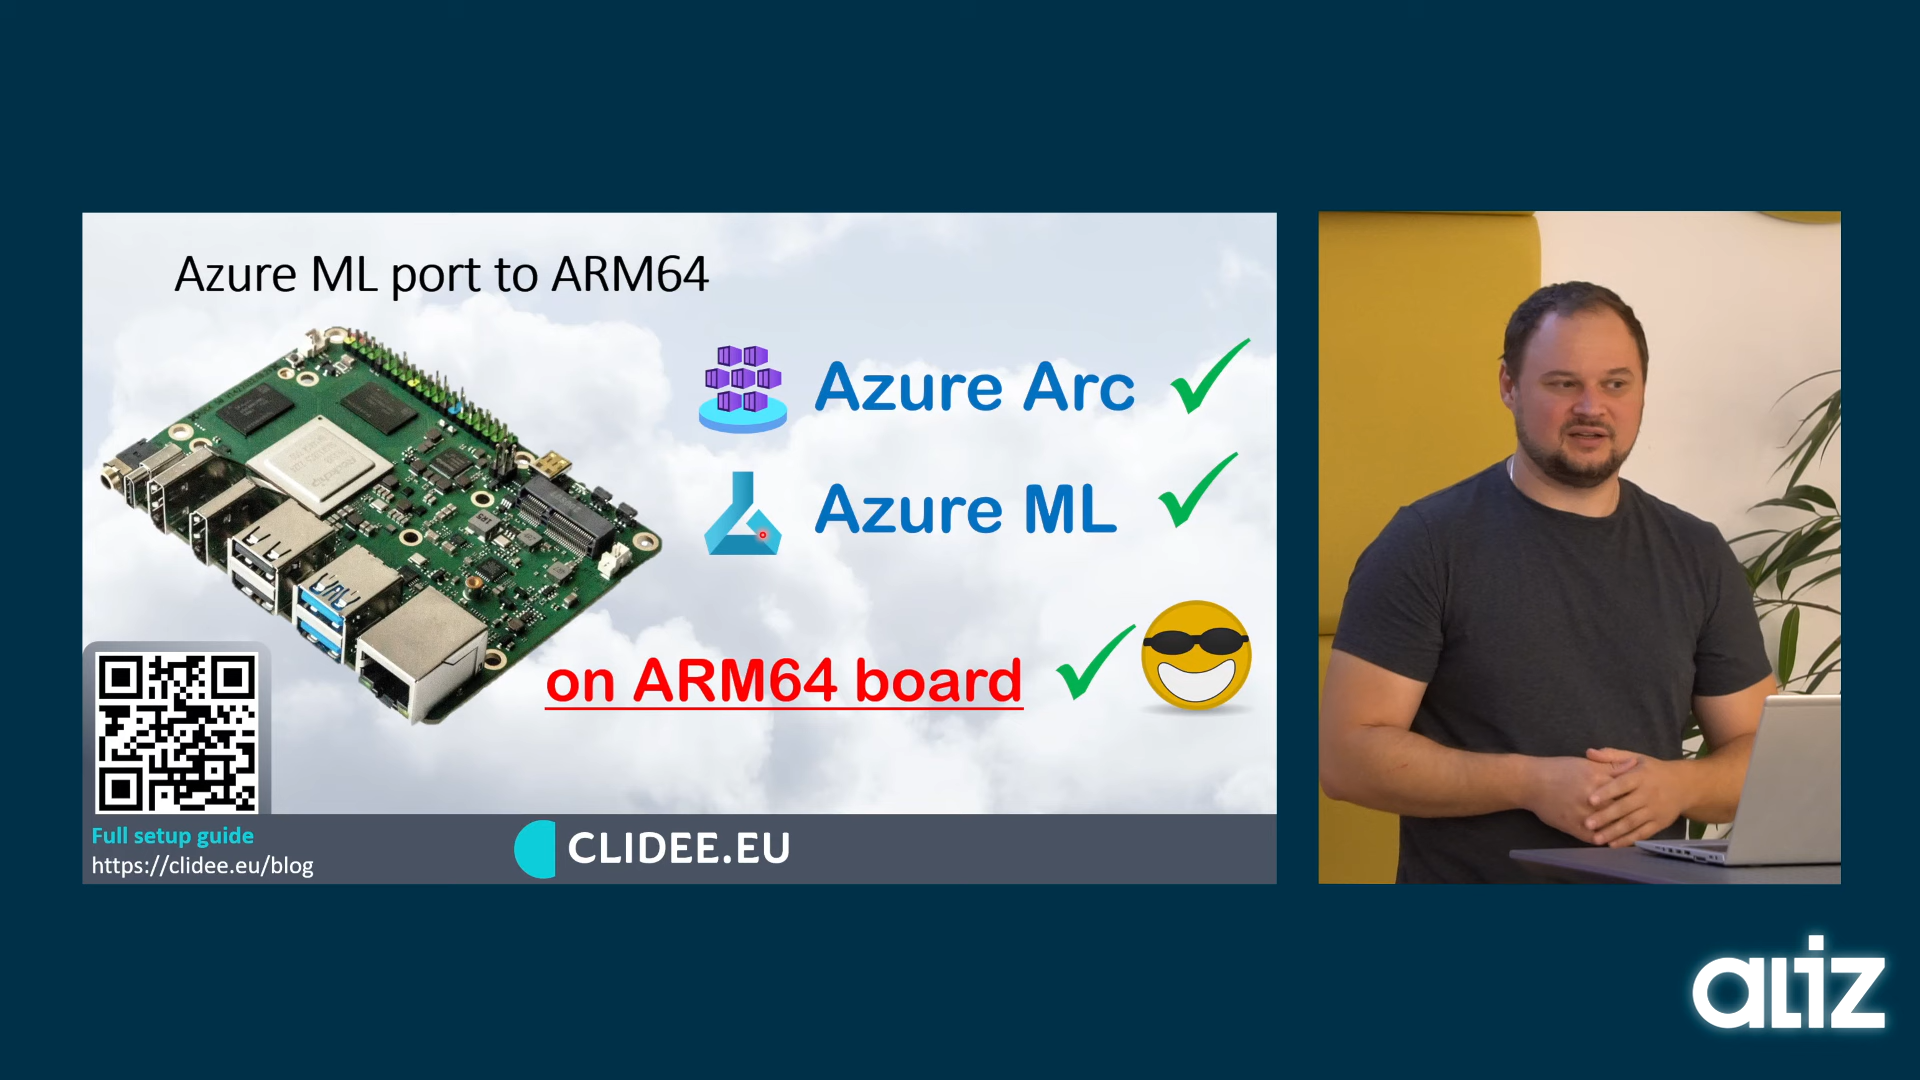 Azure ML port to ARM64
Azure Arc
Azure ML
on ARM64 board
Full setup guide
https://clidee.eu/blog
CLIDEE.EU
aLiz